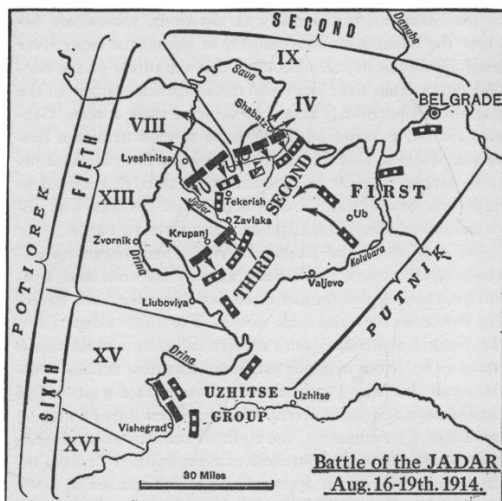 SECOND
Danube
IX
Save
IV
Shabatz
BELGRADE
VIII
FIFTH
Lyeshnitsa
SECOND
FIRST
XIII
Tekerish
Jadar
Zavlaka
Ub
Zvornik
Krupanj
Kolubara
Drina
THIRD
Valjevo
POTIOREK
Liuboviya
PUTNIK
XV
Drina
UZHITSE
GROUP
Uzhitse
SIXTH
Vishegrad
XVI
30 Miles
Battle of the JADAR
Aug. 16-19th. 1914.